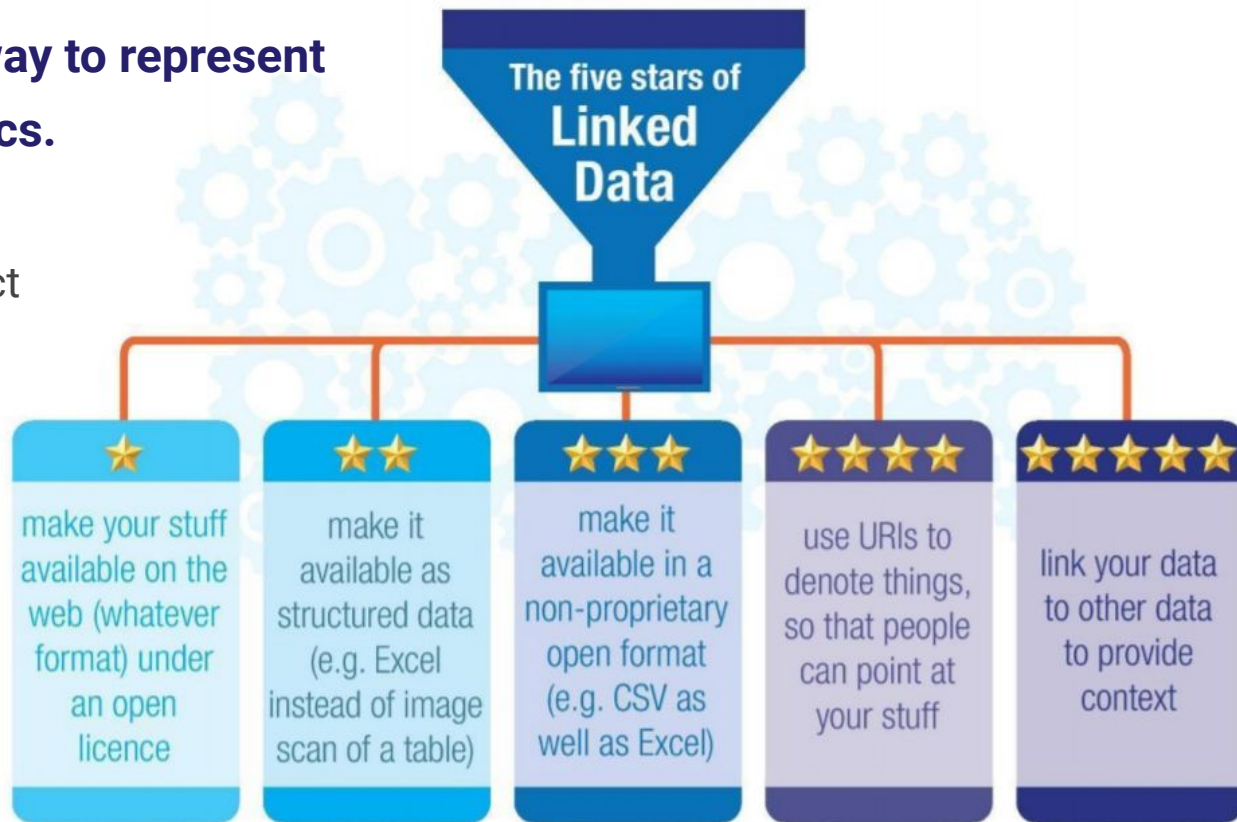 way to represent
cs.
ct
The five stars of
Linked
Data
make your stuff
available on the
web (whatever
format) under
an open
licence
make it
available as
structured data
(e.g. Excel
instead of image
scan of a table)
make it
available in a
non-proprietary
open format
(e.g. CSV as
well as Excel)
use URIs to
denote things,
so that people
can point at
your stuff
link your data
to other data
to provide
context